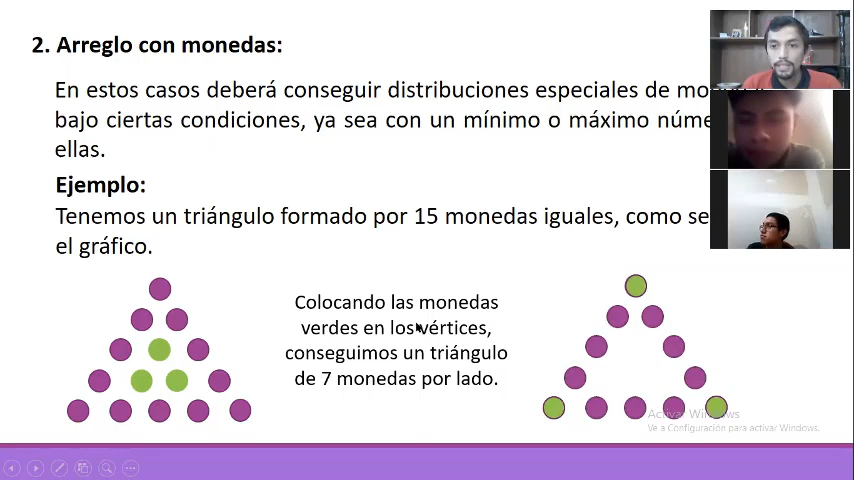 2. Arreglo con monedas:
En estos casos deberá conseguir distribuciones especiales de
bajo ciertas condiciones, ya sea con un mínimo o máximo
ellas.
Ejemplo:
Tenemos un triángulo formado por 15 monedas iguales, como se
el gráfico.
Colocando las monedas
verdes en los vértices,
conseguimos un triángulo
de 7 monedas por lado.
Activar Windows
Ve a Configuración para activar Windows.